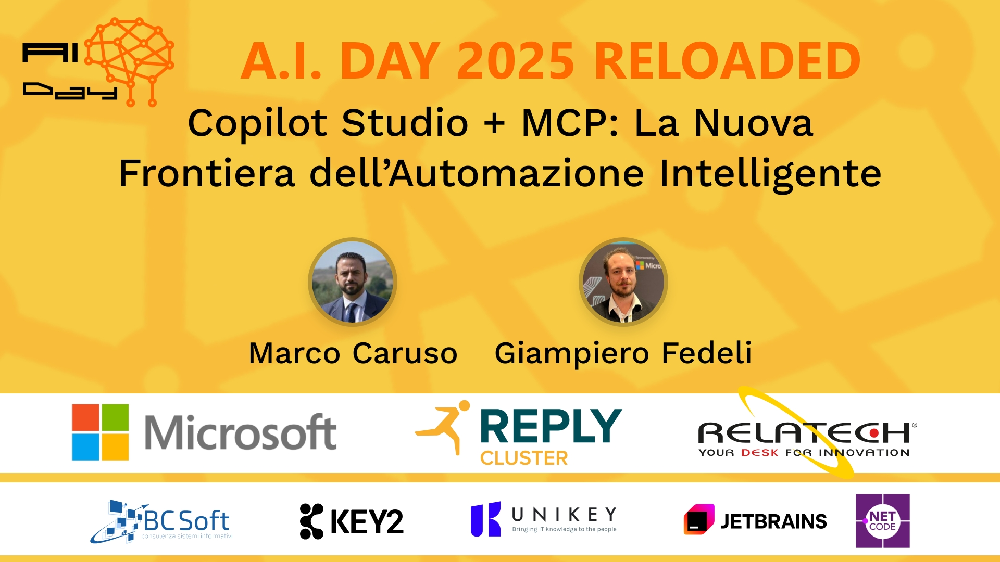 AI
Day
A.I. DAY 2025 RELOADED
Copilot Studio + MCP: La Nuova
Frontiera dell’Automazione Intelligente
Sponsored by
Micro
Marco Caruso
Giampiero Fedeli
Microsoft
REPLY
CLUSTER
RELATECH®
YOUR DESK FOR INNOVATION
BC Soft
consulenza sistemi informativi
KEY2
UNIKEY
Bringing IT knowledge to the people
JETBRAINS
NET
CODE